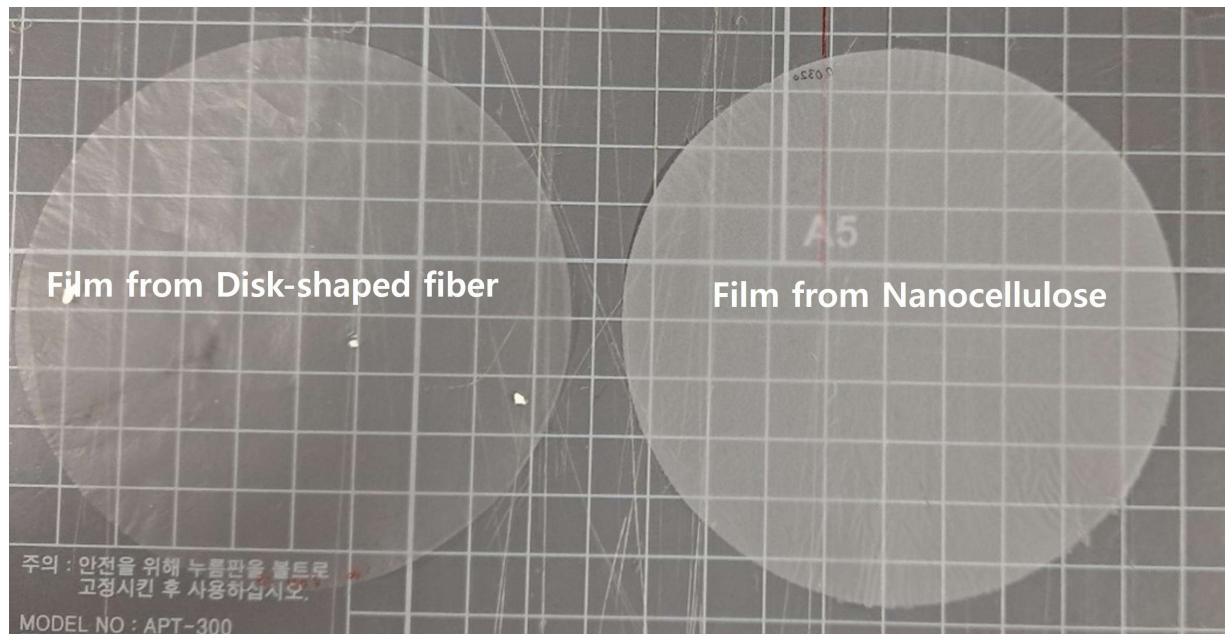 A5
Film from Disk-shaped fiber
Film from Nanocellulose
주의 : 안전을 위해 누름판을 볼트로
고정시킨 후 사용하십시오.
MODEL NO : APT-300